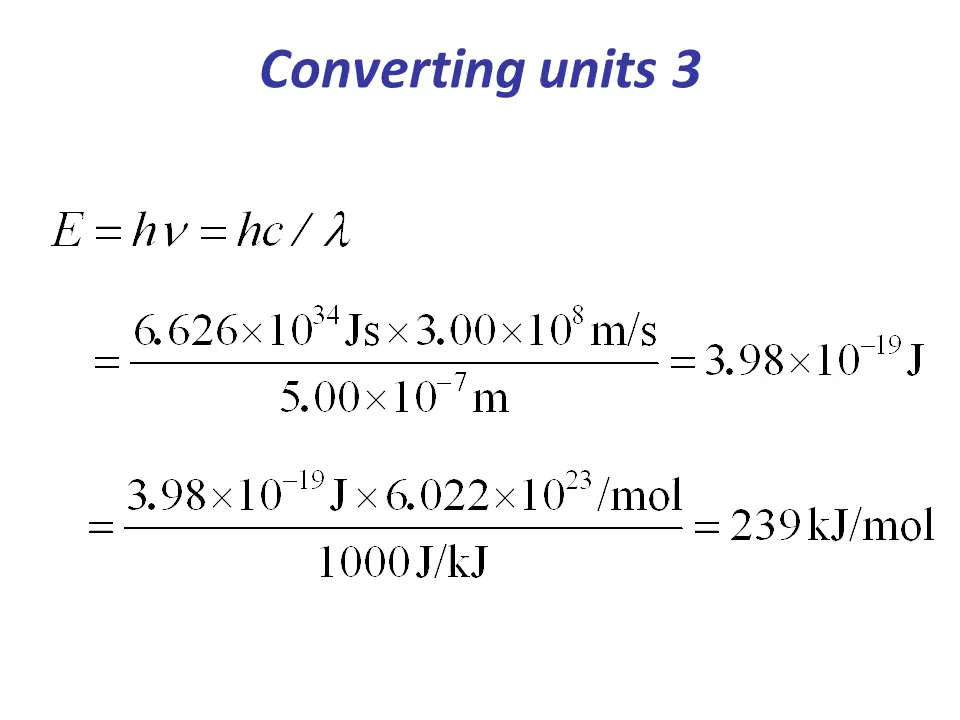 Converting units 3
E = hν = hc / λ
= 6.626×10³⁴ Js × 3.00×10⁸ m/s / 5.00×10⁻⁷ m = 3.98×10⁻¹⁹ J
= 3.98×10⁻¹⁹ J × 6.022×10²³ /mol / 1000 J/kJ = 239 kJ/mol